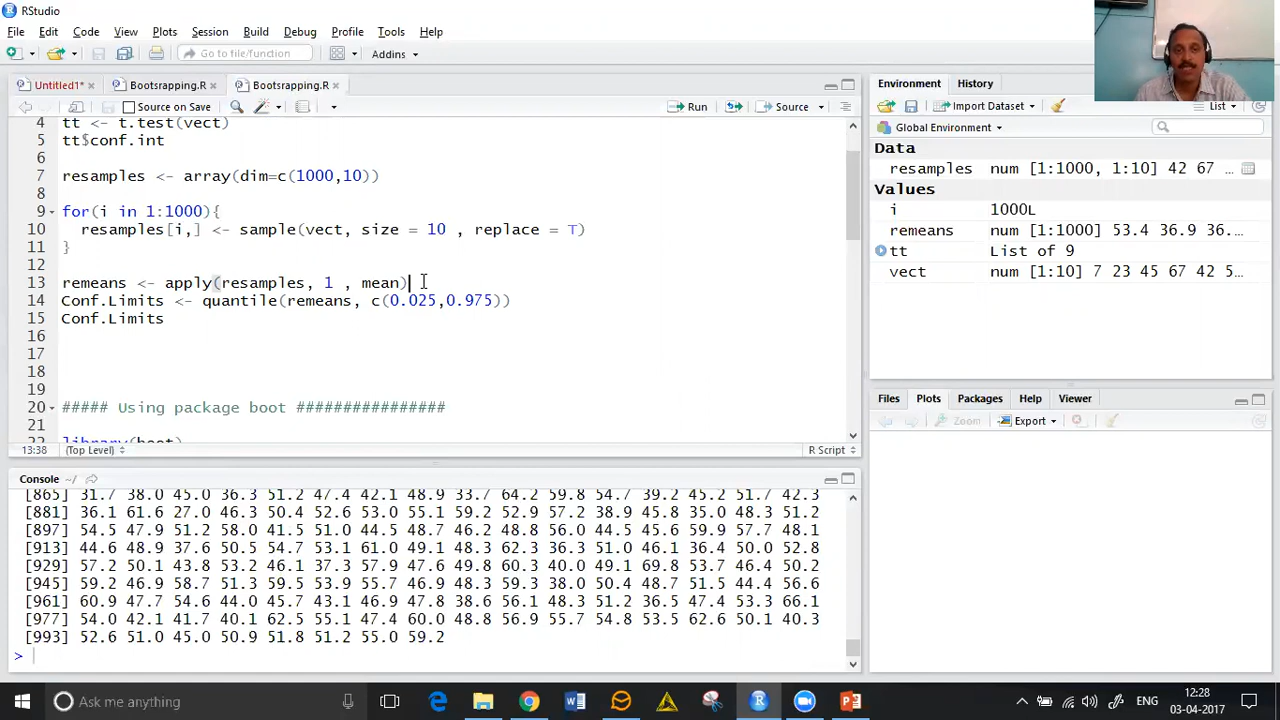 RStudio
File Edit Code View Plots Session Build Debug Profile Tools Help
Go to file/function Addins
Untitled1* Bootsrapping.R Bootsrapping.R
Source on Save Run Source
4 tt <- t.test(vect)
5 tt$conf.int
6
7 resamples <- array(dim=c(1000,10))
8
9 for(i in 1:1000){
10 resamples[i,] <- sample(vect, size = 10 , replace = T)
11 }
12
13 remeans <- apply(resamples, 1 , mean)
14 Conf.Limits <- quantile(remeans, c(0.025,0.975))
15 Conf.Limits
16
17
18
19
20 ##### Using package boot ################
21
22 library(boot)
13:38 (Top Level) R Script
Console ~/
[865] 31.7 38.0 45.0 36.3 51.2 47.4 42.1 48.9 33.7 64.2 59.8 54.7 39.2 45.2 51.7 42.3
[881] 36.1 61.6 27.0 46.3 50.4 52.6 53.0 55.1 59.2 52.9 57.2 38.9 45.8 35.0 48.3 51.2
[897] 54.5 47.9 51.2 58.0 41.5 51.0 44.5 48.7 46.2 48.8 56.0 44.5 45.6 59.9 57.7 48.1
[913] 44.6 48.9 37.6 50.5 54.7 53.1 61.0 49.1 48.3 62.3 36.3 51.0 46.1 36.4 50.0 52.8
[929] 57.2 50.1 43.8 53.2 46.1 37.3 57.9 47.6 49.8 60.3 40.0 49.1 69.8 53.7 46.4 50.2
[945] 59.2 46.9 58.7 51.3 59.5 53.9 55.7 46.9 48.3 59.3 38.0 50.4 48.7 51.5 44.4 56.6
[961] 60.9 47.7 54.6 44.0 45.7 43.1 46.9 47.8 38.6 56.1 48.3 51.2 36.5 47.4 53.3 66.1
[977] 54.0 42.1 41.7 40.1 62.5 55.1 47.4 60.0 48.8 56.9 55.7 54.8 53.5 62.6 50.1 40.3
[993] 52.6 51.0 45.0 50.9 51.8 51.2 55.0 59.2
>
Environment History
Import Dataset List
Global Environment
Data
resamples num [1:1000, 1:10] 42 67 ...
Values
i 1000L
remeans num [1:1000] 53.4 36.9 36.…
tt List of 9
vect num [1:10] 7 23 45 67 42 5…
Files Plots Packages Help Viewer
Zoom Export
Ask me anything
ENG
12:28
03-04-2017